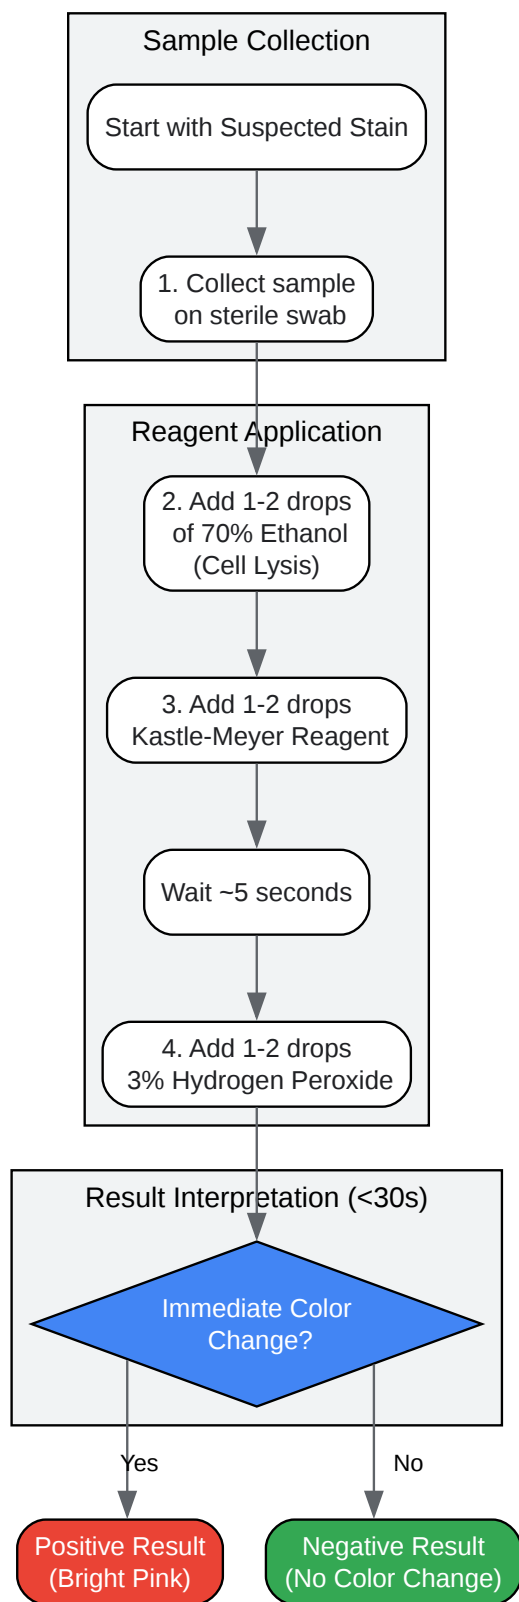 Sample Collection
Start with Suspected Stain
1. Collect sample
on sterile swab
Reagent Application
2. Add 1-2 drops
of 70% Ethanol
(Cell Lysis)
3. Add 1-2 drops
Kastle-Meyer Reagent
Wait ~5 seconds
4. Add 1-2 drops
3% Hydrogen Peroxide
Result Interpretation (<30s)
Immediate Color
Change?
Yes
No
Positive Result
(Bright Pink)
Negative Result
(No Color Change)